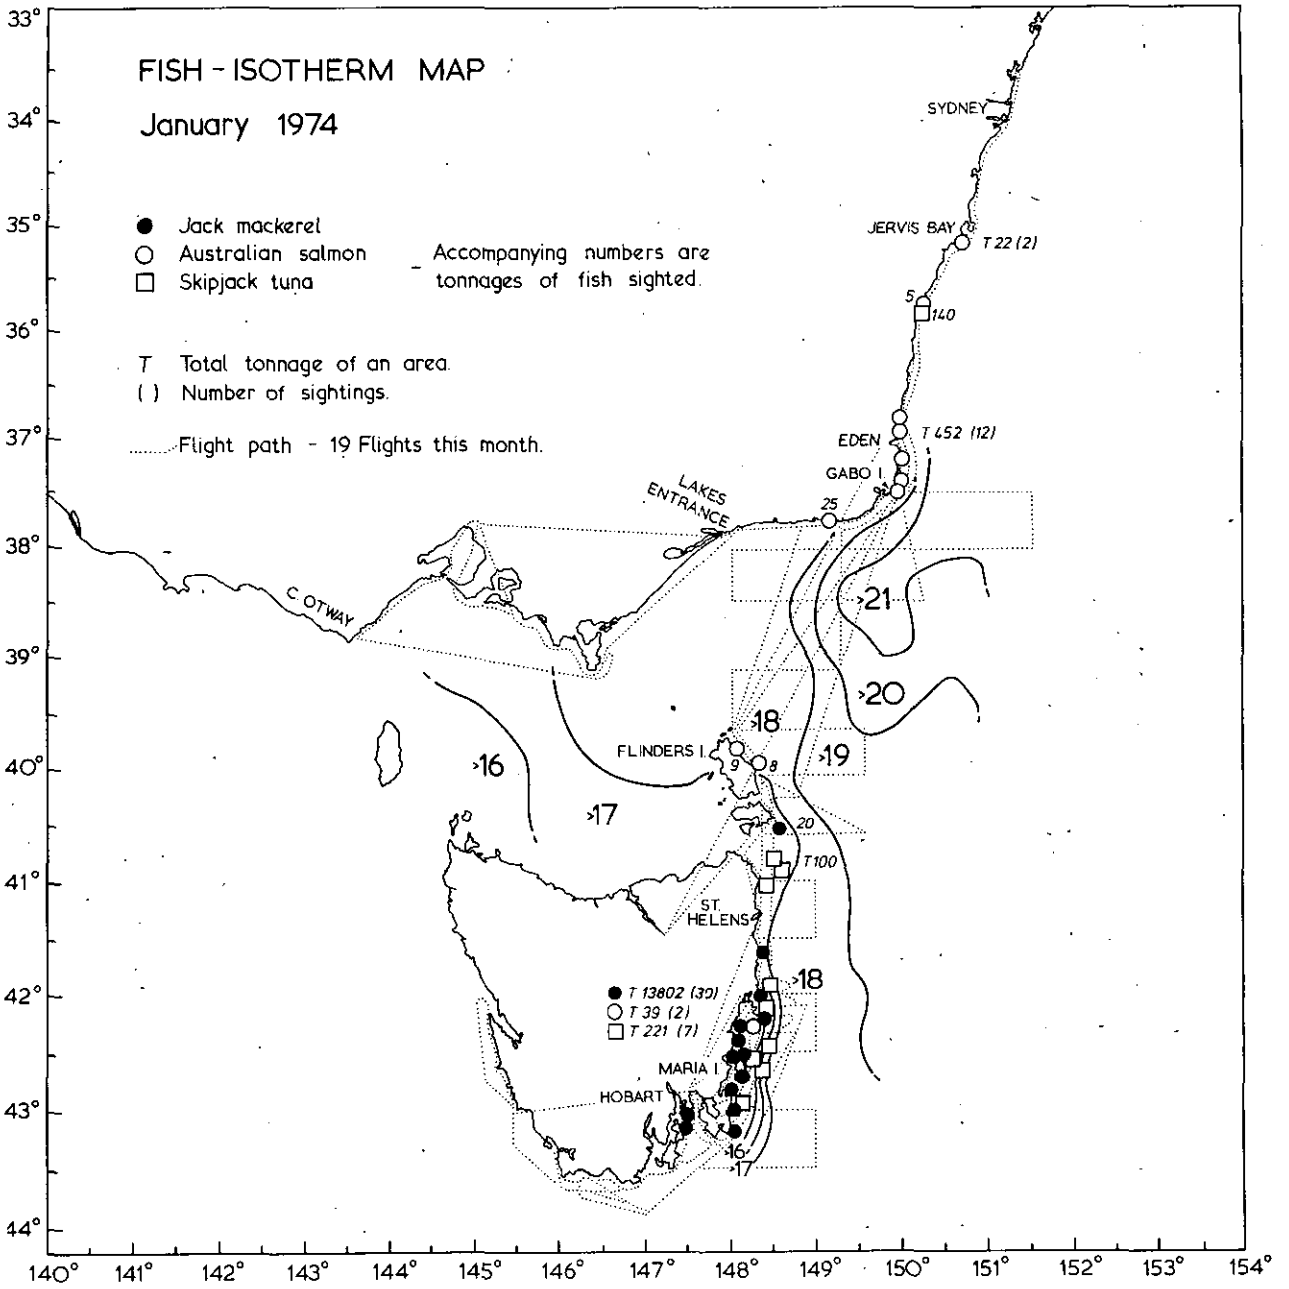 33°
FISH-ISOTHERM MAP
January 1974
SYDNEY
34°
Jack mackerel
Australian salmon
Skipjack tuna
- Accompanying numbers are
tonnages of fish sighted.
35°
JERVIS BAY
T 22 (2)
5
140
36°
T Total tonnage of an area.
( ) Number of sightings.
Flight path - 19 Flights this month.
37°
EDEN
T 452 (12)
GABO I.
LAKES
ENTRANCE
25
38°
C. OTWAY
>21
39°
>20
>18
FLINDERS I.
>19
9
8
40°
>16
>17
20
T 100
41°
ST.
HELENS
>18
42°
T 13802 (30)
T 39 (2)
T 221 (7)
MARIA I.
HOBART
43°
>16
>17
44°
140° 141° 142° 143° 144° 145° 146° 147° 148° 149° 150° 151° 152° 153° 154°